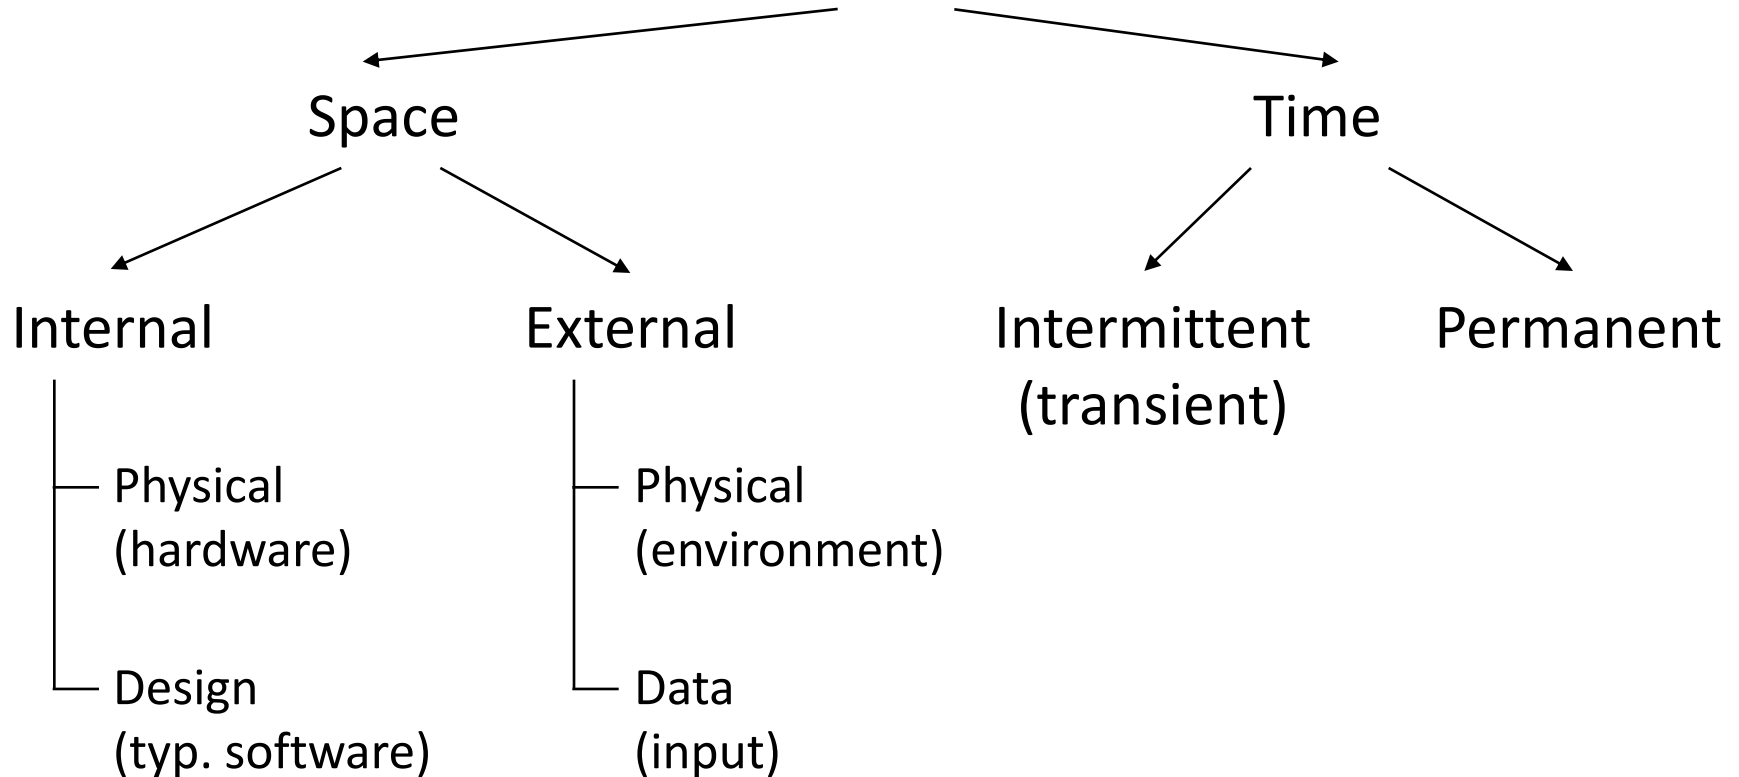 Space
Time
Internal
External
Intermittent
(transient)
Permanent
Physical
(hardware)
Design
(typ. software)
Physical
(environment)
Data
(input)